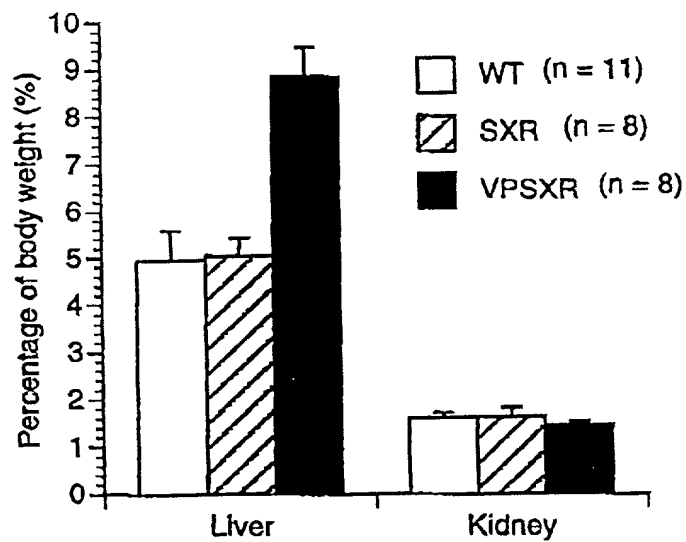 Percentage of body weight (%)
10
9
8
7
6
5
4
3
2
1
0
WT (n = 11)
SXR (n = 8)
VPSXR (n = 8)
Liver
Kidney